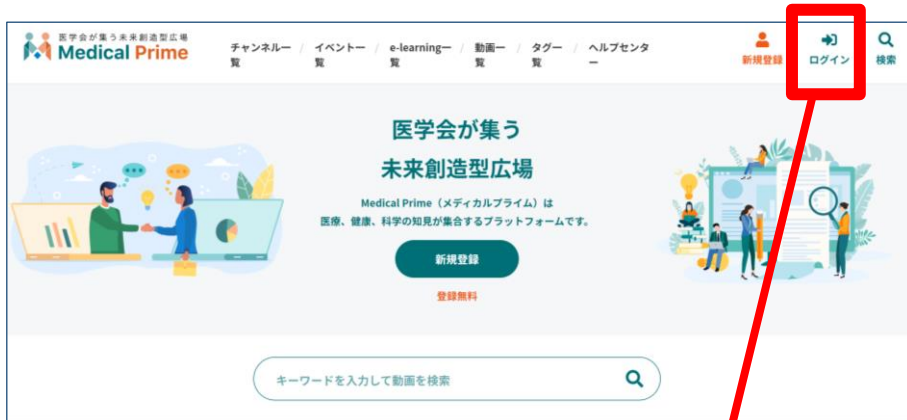 医学会が集う未来創造型広場
Medical Prime
チャンネル一覧 / イベント一覧 / e-learning一覧 / 動画一覧 / タグ一覧 / ヘルプセンター
新規登録
ログイン
検索
医学会が集う
未来創造型広場
Medical Prime（メディカルプライム）は
医療、健康、科学の知見が集合するプラットフォームです。
新規登録
登録無料
キーワードを入力して動画を検索